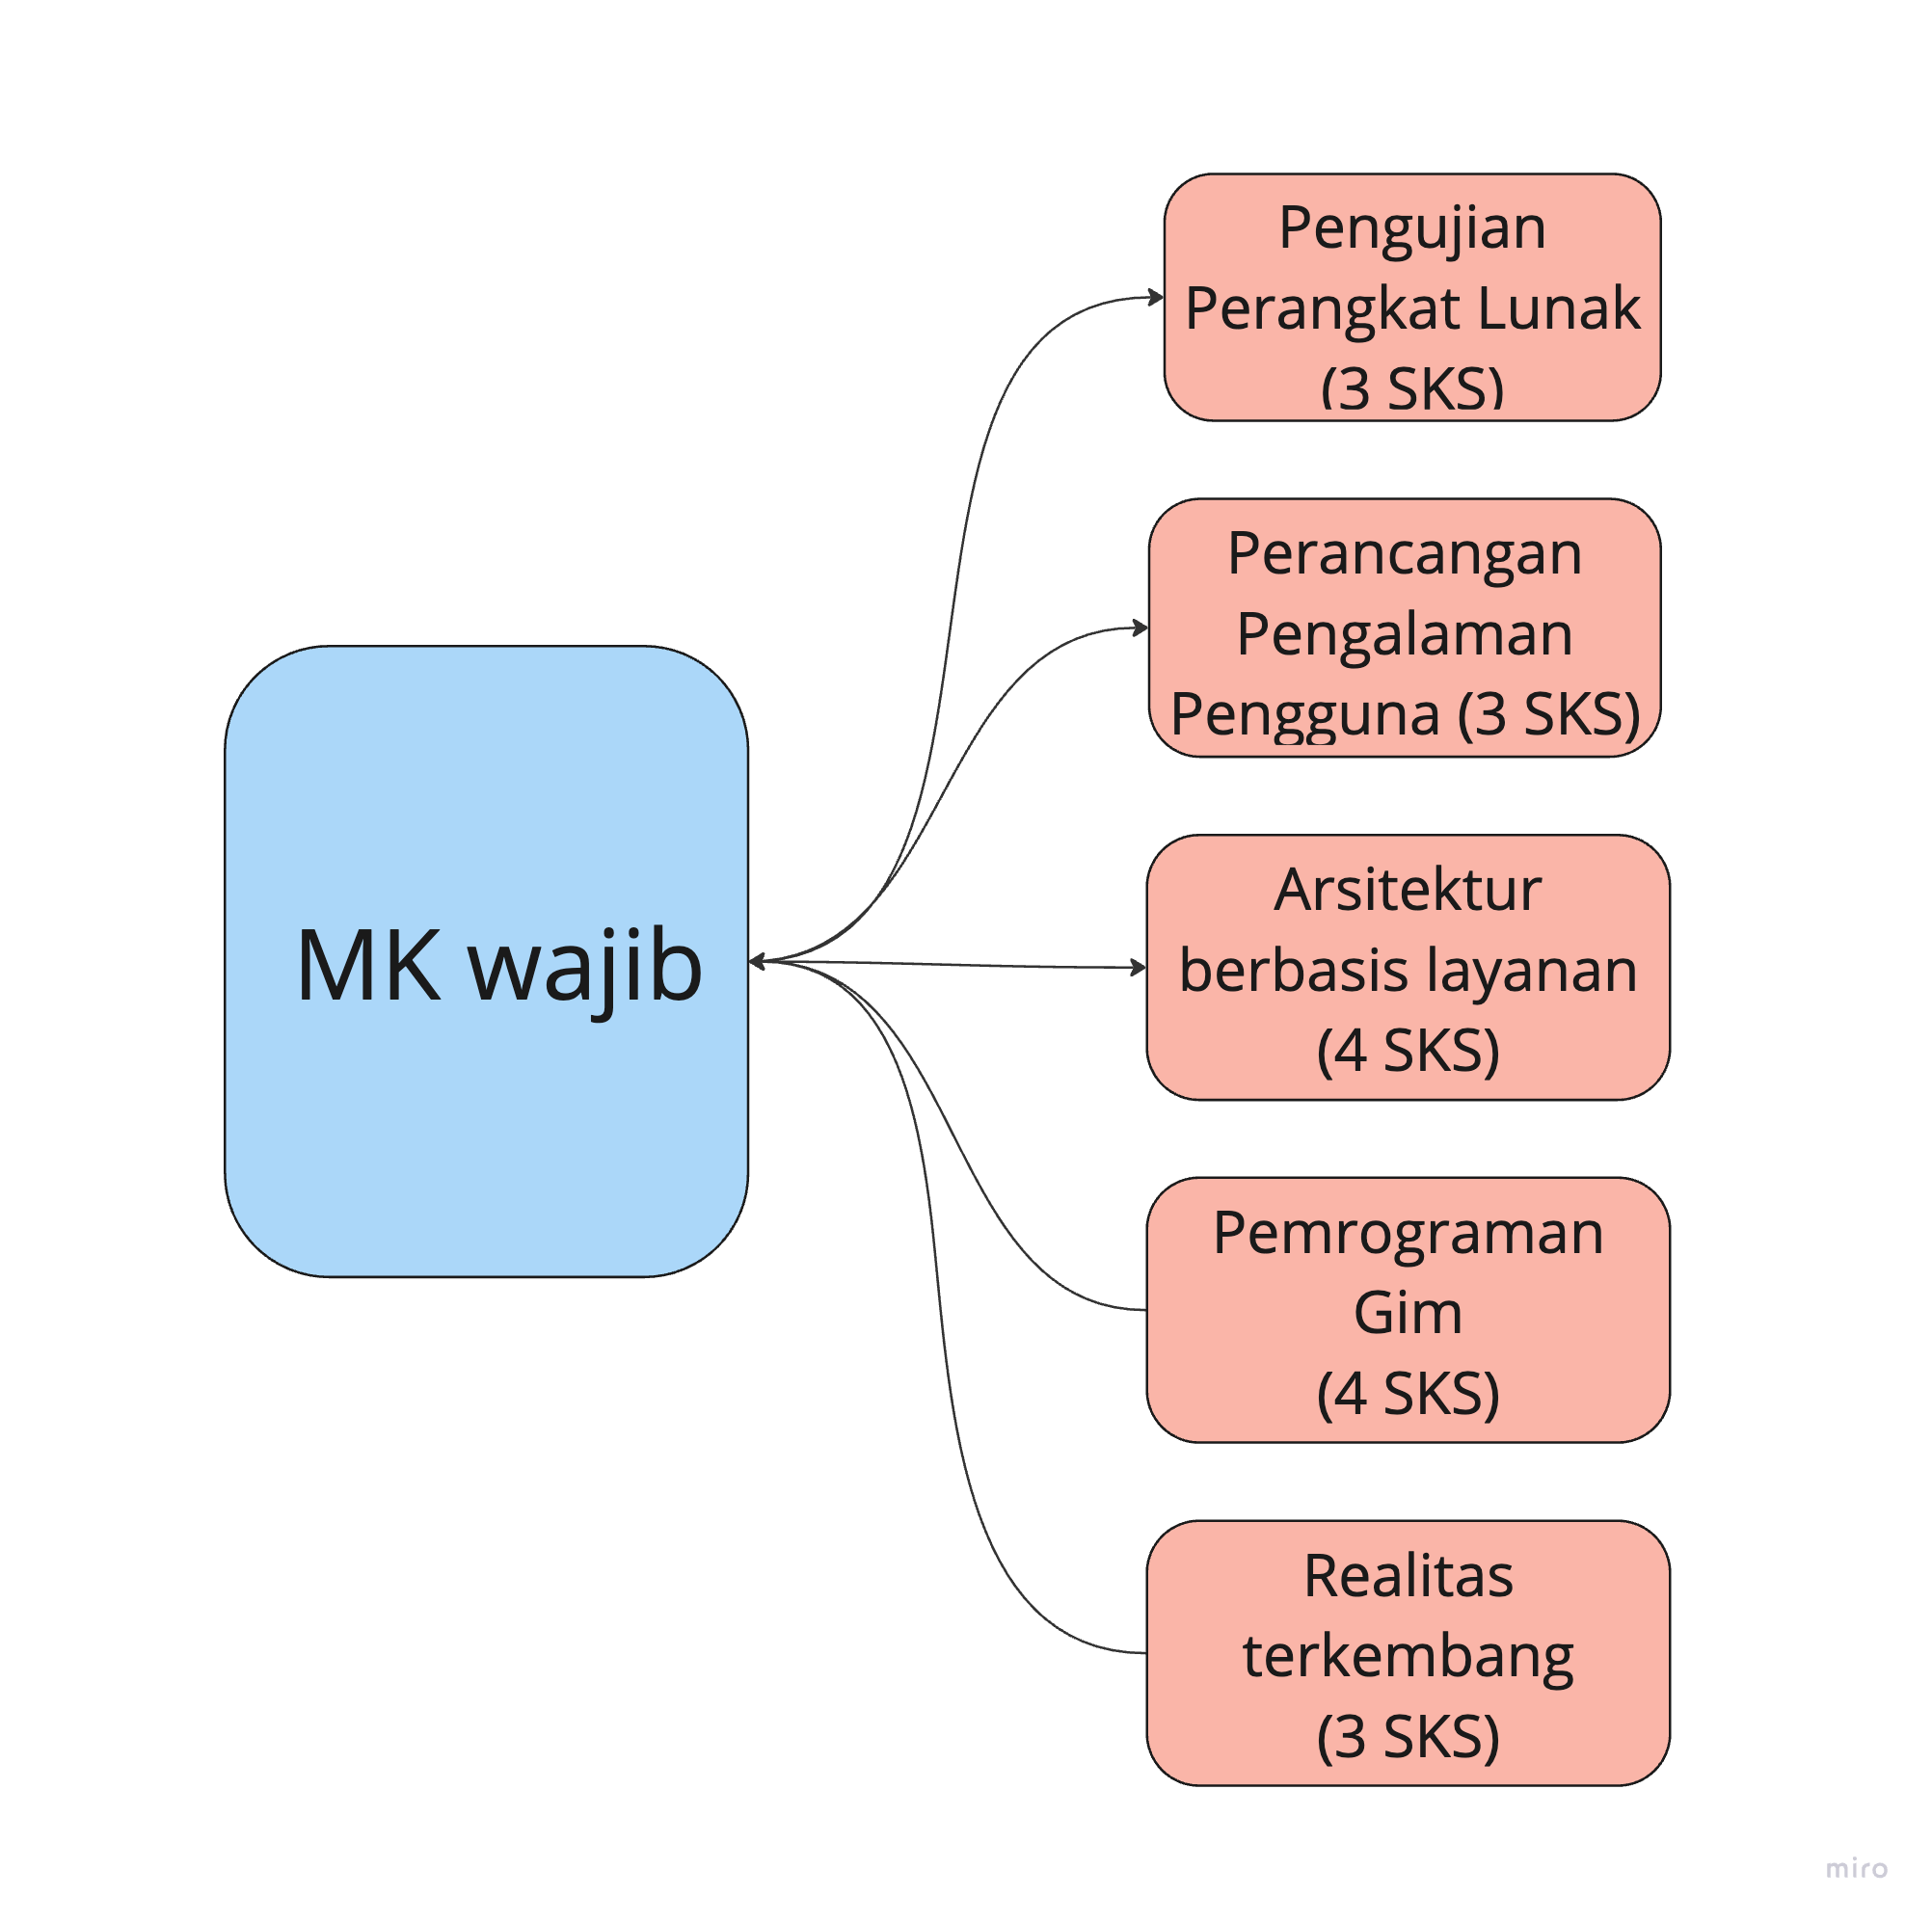 MK wajib
Pengujian
Perangkat Lunak
(3 SKS)
Perancangan
Pengalaman
Pengguna (3 SKS)
Arsitektur
berbasis layanan
(4 SKS)
Pemrograman
Gim
(4 SKS)
Realitas
terkembang
(3 SKS)
miro